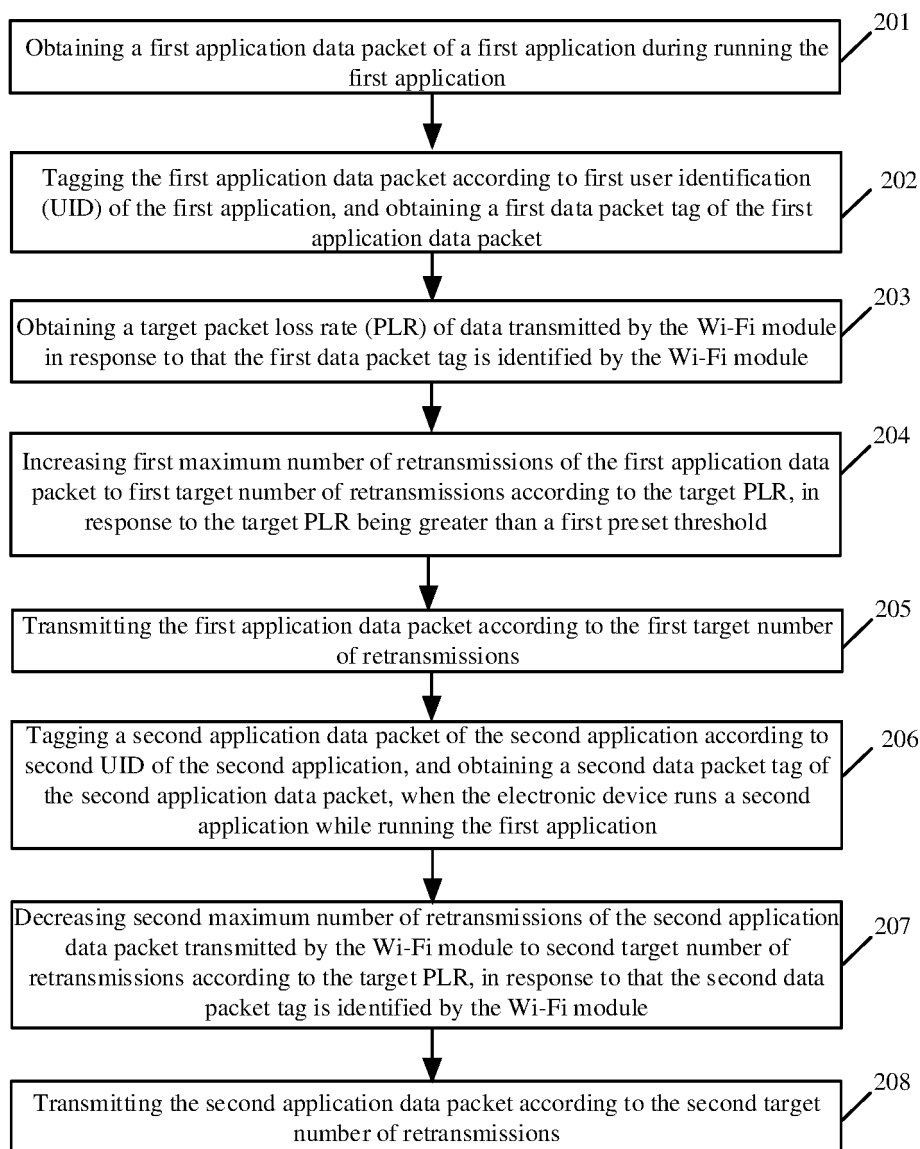 Obtaining a first application data packet of a first application during running the
first application
201
Tagging the first application data packet according to first user identification
(UID) of the first application, and obtaining a first data packet tag of the first
application data packet
202
Obtaining a target packet loss rate (PLR) of data transmitted by the Wi-Fi module
in response to that the first data packet tag is identified by the Wi-Fi module
203
Increasing first maximum number of retransmissions of the first application data
packet to first target number of retransmissions according to the target PLR, in
response to the target PLR being greater than a first preset threshold
204
Transmitting the first application data packet according to the first target number
of retransmissions
205
Tagging a second application data packet of the second application according to
second UID of the second application, and obtaining a second data packet tag of
the second application data packet, when the electronic device runs a second
application while running the first application
206
Decreasing second maximum number of retransmissions of the second application
data packet transmitted by the Wi-Fi module to second target number of
retransmissions according to the target PLR, in response to that the second data
packet tag is identified by the Wi-Fi module
207
Transmitting the second application data packet according to the second target
number of retransmissions
208